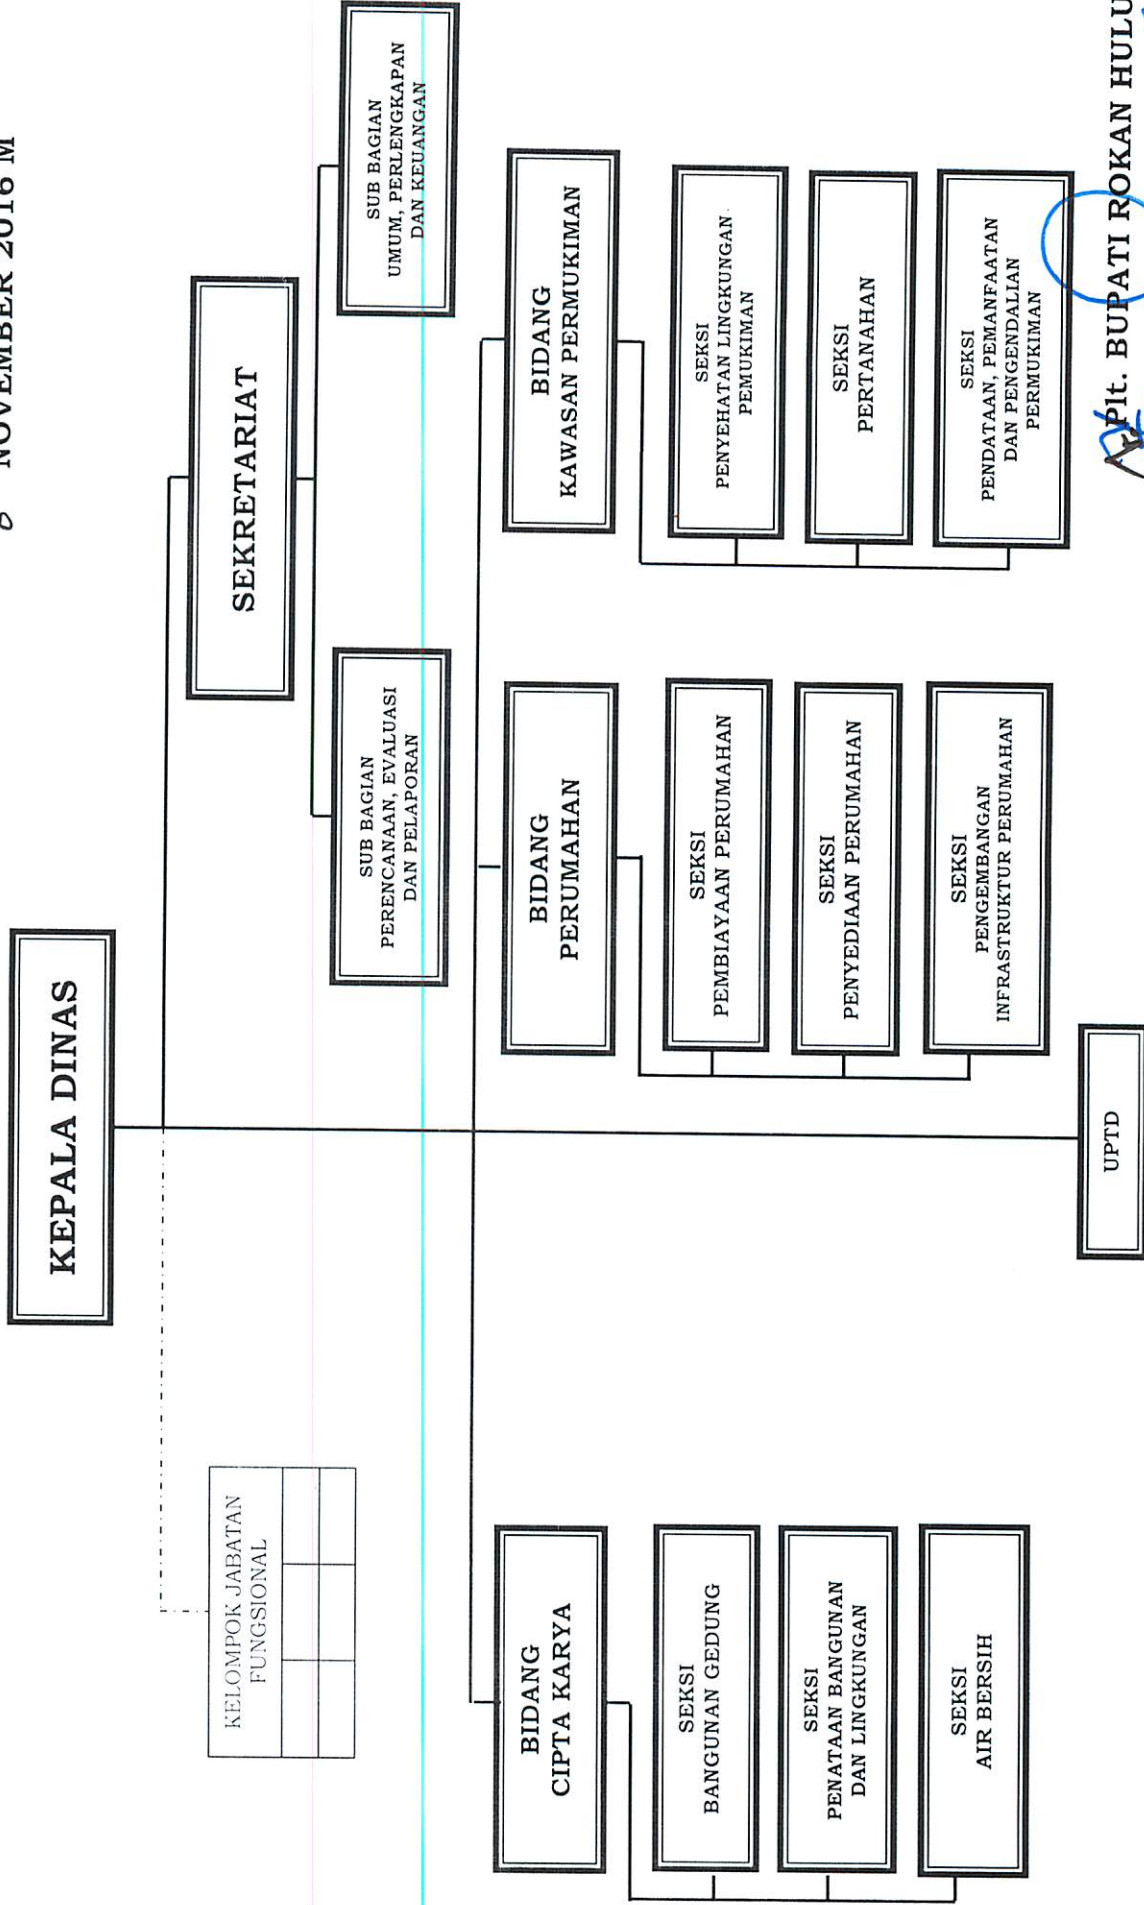 8 NOVEMBER 2016 M
KEPALA DINAS
KELOMPOK JABATAN
FUNGSIONAL
SEKRETARIAT
SUB BAGIAN
PERENCANAAN, EVALUASI
DAN PELAPORAN
SUB BAGIAN
UMUM, PERLENGKAPAN
DAN KEUANGAN
BIDANG
CIPTA KARYA
BIDANG
PERUMAHAN
BIDANG
KAWASAN PERMUKIMAN
SEKSI
BANGUNAN GEDUNG
SEKSI
PEMBIAYAAN PERUMAHAN
SEKSI
PENYEHATAN LINGKUNGAN
PEMUKIMAN
SEKSI
PENATAAN BANGUNAN
DAN LINGKUNGAN
SEKSI
PENYEDIAAN PERUMAHAN
SEKSI
PERTANAHAN
SEKSI
AIR BERSIH
SEKSI
PENGEMBANGAN
INFRASTRUKTUR PERUMAHAN
SEKSI
PENDATAAN, PEMANFAATAN
DAN PENGENDALIAN
PERMUKIMAN
UPTD
Plt. BUPATI ROKAN HULU